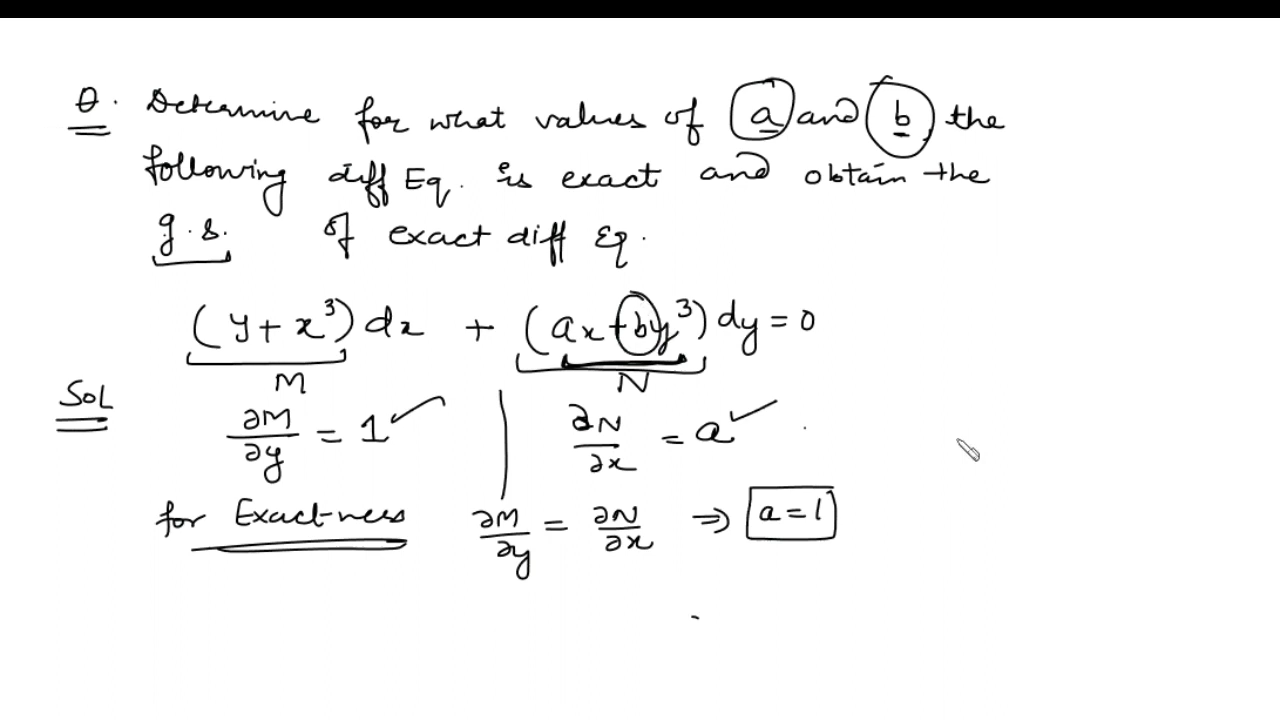 Q. Determine for what values of a and b, the
following diff Eq. is exact and obtain the
g.s. of exact diff Eq.
(y+x³)dx + (ax+by³)dy=0
M N
SOL
∂M/∂y = 1 ∂N/∂x = a
for Exactness ∂M/∂y = ∂N/∂x ⇒ a=1